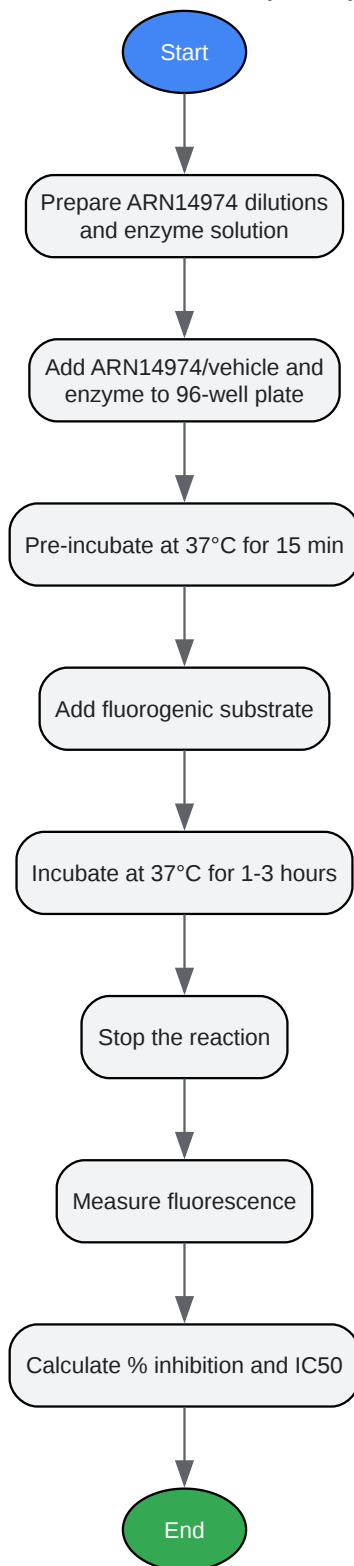 Start
Prepare ARN14974 dilutions
and enzyme solution
Add ARN14974/vehicle and
enzyme to 96-well plate
Pre-incubate at 37°C for 15 min
Add fluorogenic substrate
Incubate at 37°C for 1-3 hours
Stop the reaction
Measure fluorescence
Calculate % inhibition and IC50
End